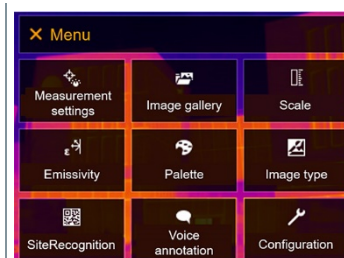 Menu
Measurement
settings
Image gallery
Scale
ε
Emissivity
Palette
Image type
SiteRecognition
Voice
annotation
Configuration